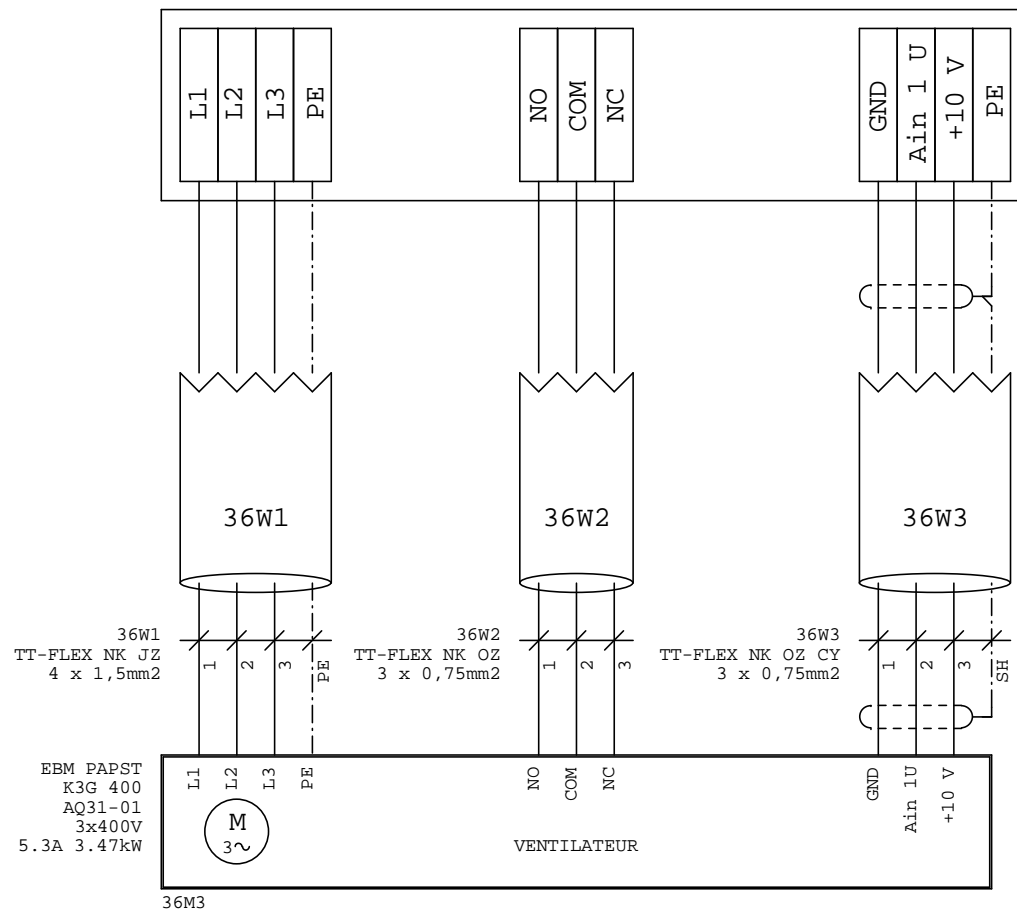 L1 L2 L3 PE
NO COM NC
GND Ain 1 U +10 V PE
36W1
36W2
36W3
36W1
TT-FLEX NK JZ
4 x 1,5mm2
1 2 3 PE
36W2
TT-FLEX NK OZ
3 x 0,75mm2
1 2 3
36W3
TT-FLEX NK OZ CY
3 x 0,75mm2
1 2 3 SH
EBM PAPST
K3G 400
AQ31-01
3x400V
5.3A 3.47kW
L1 L2 L3 PE
NO COM NC
GND Ain 1U +10 V
M
3~
VENTILATEUR
36M3